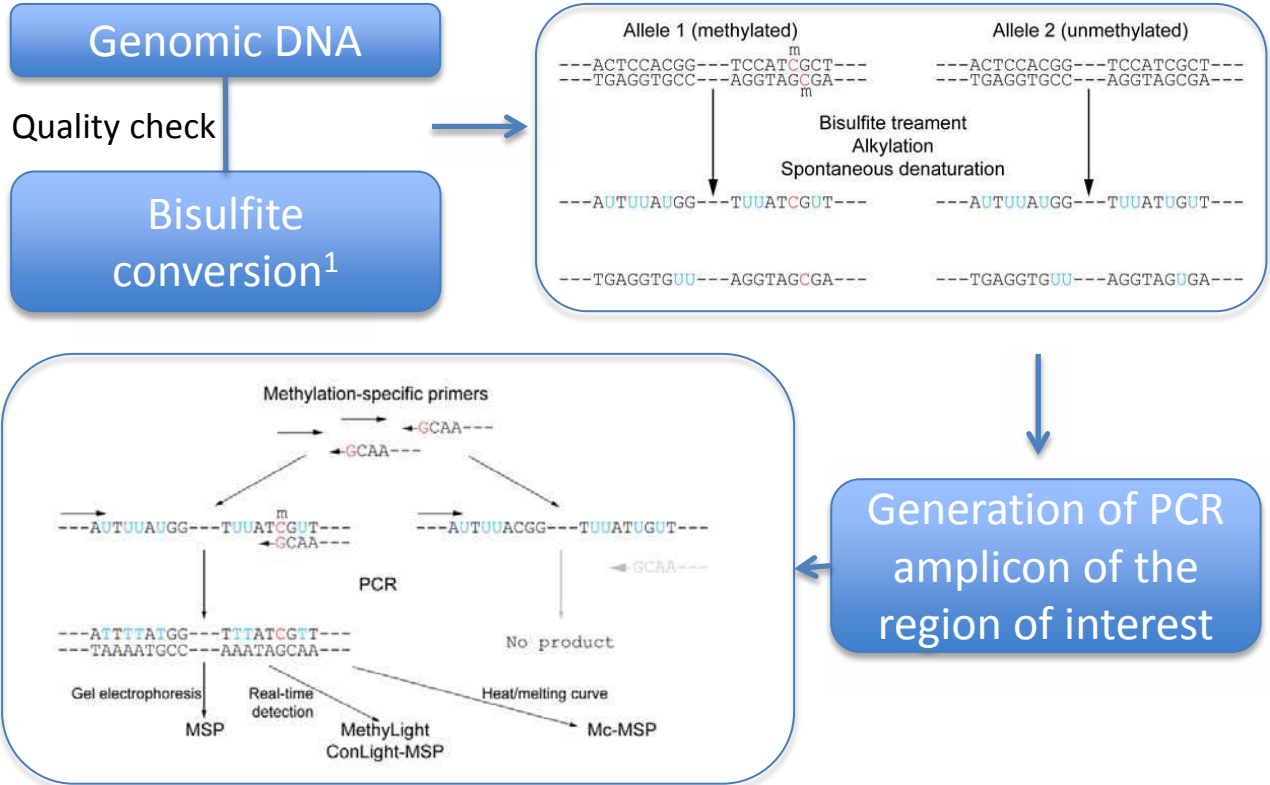 Genomic DNA
Quality check
Bisulfite
conversion¹
Allele 1 (methylated)
Allele 2 (unmethylated)
m
---ACTCCACGG---TCCATCGCT---
---TGAGGTGCC---AGGTAGCGA---
m
---ACTCCACGG---TCCATCGCT---
---TGAGGTGCC---AGGTAGCGA---
Bisulfite treament
Alkylation
Spontaneous denaturation
---AUTUUAUGG---TUUATCGUT---
---AUTUUAUGG---TUUATUGUT---
---TGAGGTGUU---AGGTAGCGA---
---TGAGGTGUU---AGGTAGUGA---
Generation of PCR
amplicon of the
region of interest
Methylation-specific primers
GCAA---
GCAA---
m
---AUTUUAUGG---TUUATCGUT---
GCAA---
---AUTUUACGG---TUUATUGUT---
GCAA---
PCR
---ATTTTATGG---TTTATCGTT---
---TAAAATGCC---AAATAGCAA---
No product
Gel electrophoresis
Real-time
detection
Heat/melting curve
MSP
MethyLight
ConLight-MSP
Mc-MSP